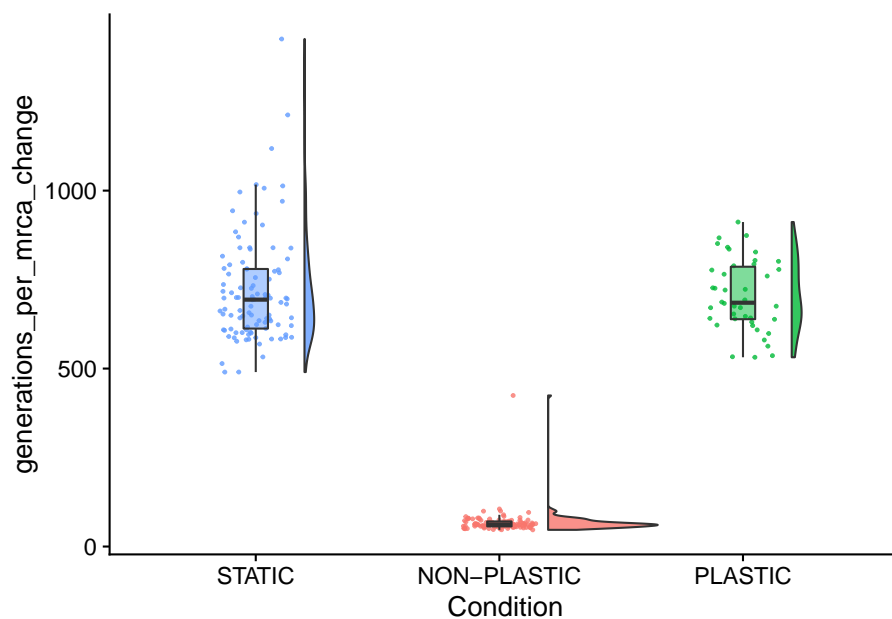 generations_per_mrca_change
1000
500
0
STATIC
NON−PLASTIC
PLASTIC
Condition